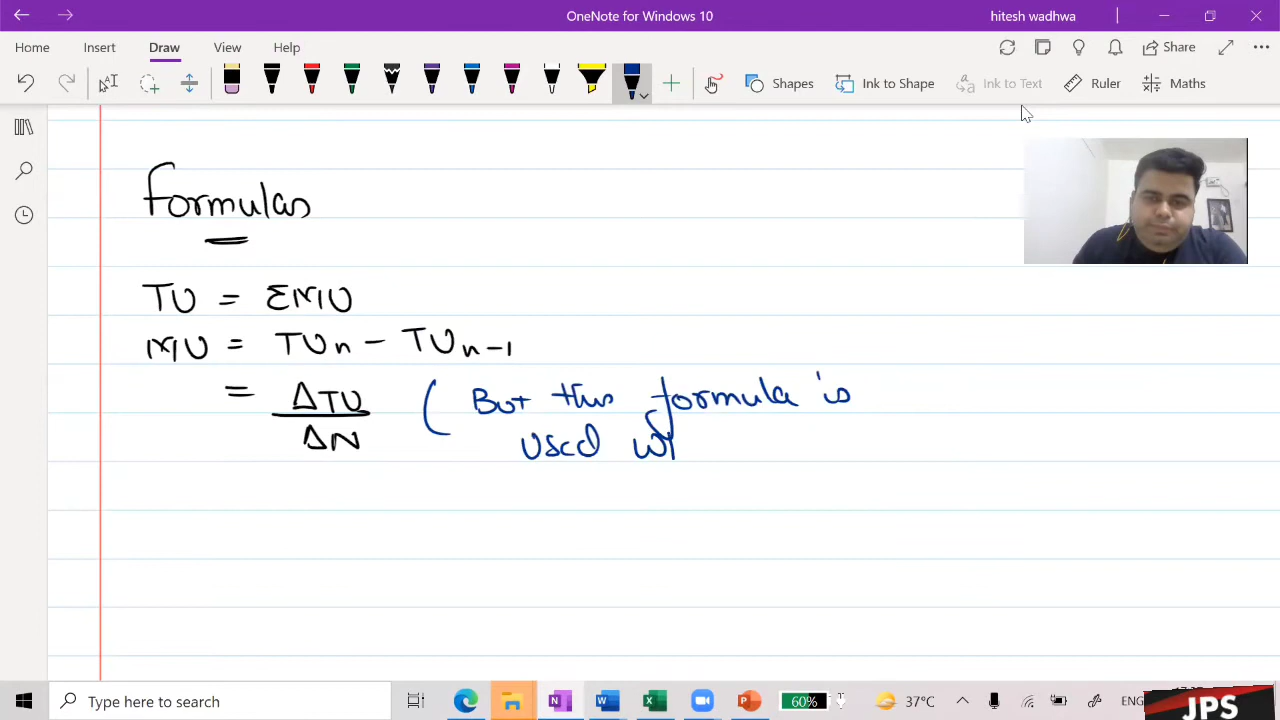 OneNote for Windows 10
hitesh wadhwa
Home Insert Draw View Help
Share
Shapes Ink to Shape Ink to Text Ruler Maths
Formulas
TU = ΣMU
MU = TUn - TUn-1
= ΔTU
ΔN
( But this formula is
used wh
Type here to search
60%
37°C
ENG
JPS